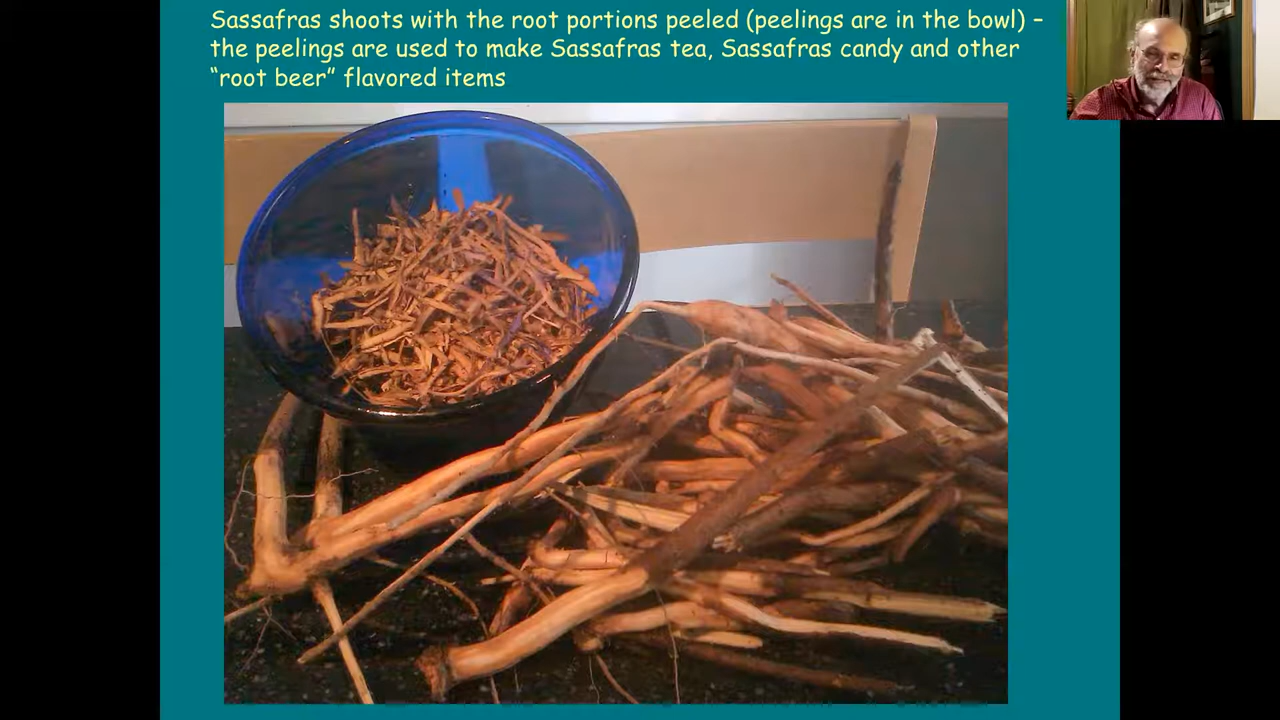 Sassafras shoots with the root portions peeled (peelings are in the bowl) –
the peelings are used to make Sassafras tea, Sassafras candy and other
“root beer” flavored items